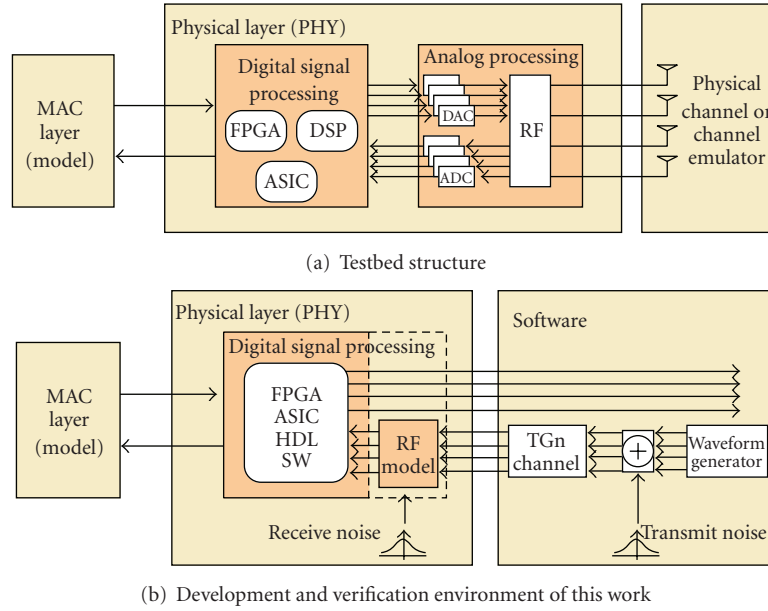 Physical layer (PHY)
MAC
layer
(model)
Digital signal
processing
FPGA
DSP
ASIC
Analog processing
DAC
ADC
RF
Physical
channel or
channel
emulator
(a) Testbed structure
Physical layer (PHY)
MAC
layer
(model)
Digital signal processing
FPGA
ASIC
HDL
SW
RF
model
Receive noise
Software
TGn
channel
Waveform
generator
Transmit noise
(b) Development and verification environment of this work